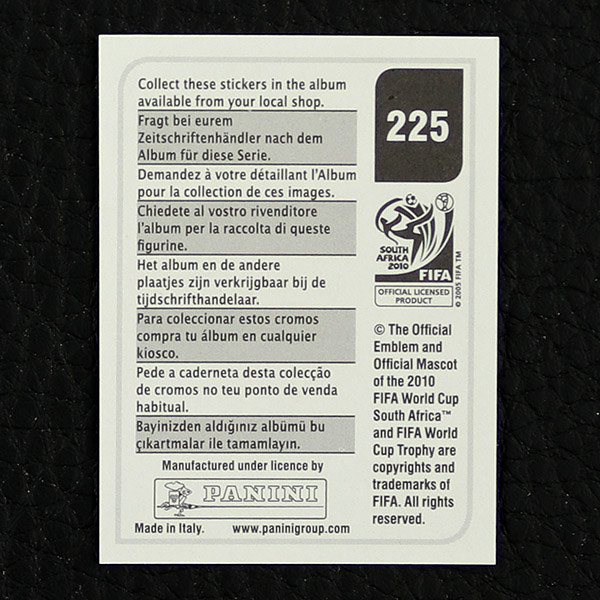 Collect these stickers in the album
available from your local shop.
Fragt bei eurem
Zeitschriftenhändler nach dem
Album für diese Serie.
Demandez à votre détaillant l'Album
pour la collection de ces images.
Chiedete al vostro rivenditore
l'album per la raccolta di queste
figurine.
Het album en de andere
plaatjes zijn verkrijgbaar bij de
tijdschrifthandelaar.
Para coleccionar estos cromos
compra tu álbum en cualquier
kiosco.
Pede a caderneta desta colecção
de cromos no teu ponto de venda
habitual.
Bayinizden aldığınız albümü bu
çıkartmalar ile tamamlayın.
Manufactured under licence by
PANINI
Made in Italy. www.paninigroup.com
225
SOUTH
AFRICA
2010
FIFA
OFFICIAL LICENSED
PRODUCT
© 2005 FIFA TM
© The Official
Emblem and
Official Mascot
of the 2010
FIFA World Cup
South Africa™
and FIFA World
Cup Trophy are
copyrights and
trademarks of
FIFA. All rights
reserved.